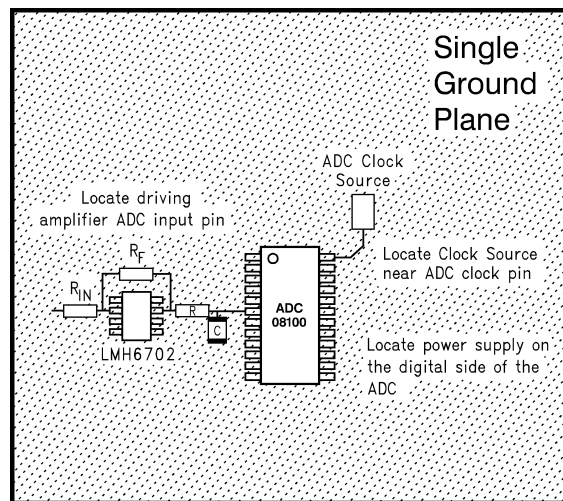 Single
Ground
Plane
ADC Clock
Source
Locate driving
amplifier ADC input pin
RF
RIN
R
C
LMH6702
ADC
08100
Locate Clock Source
near ADC clock pin
Locate power supply on
the digital side of the
ADC